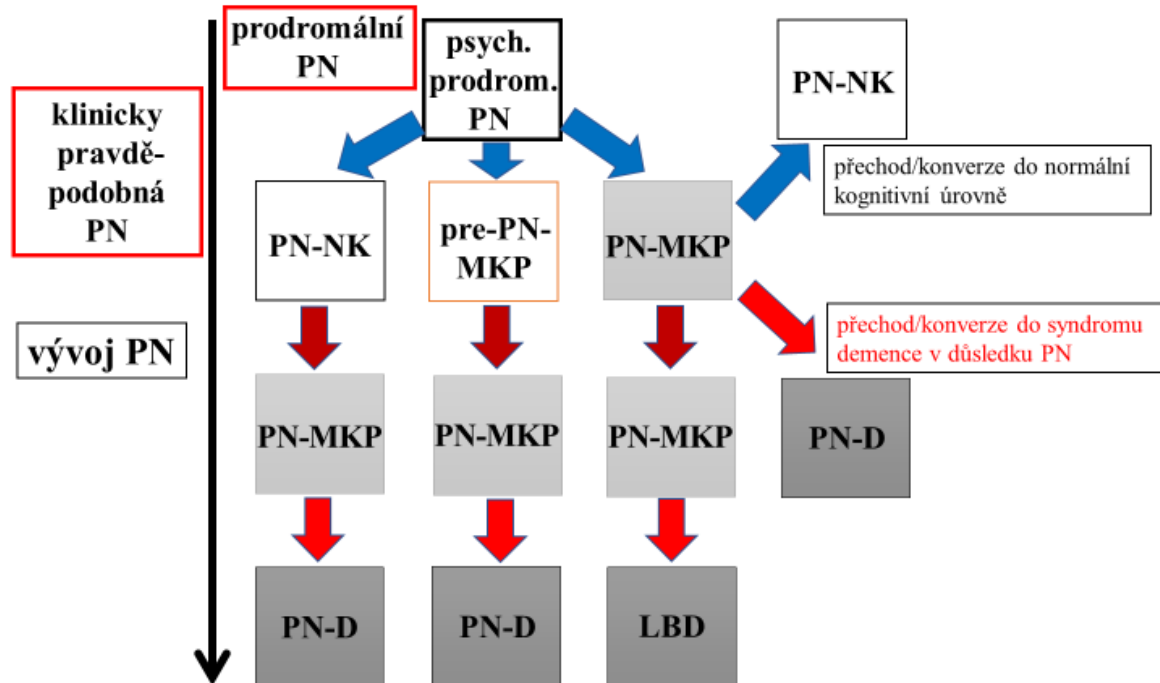 prodromální
PN
psych.
prodrom.
PN
PN-NK
klinicky
pravdě-
podobná
PN
přechod/konverze do normální
kognitivní úrovně
PN-NK
pre-PN-
MKP
PN-MKP
vývoj PN
přechod/konverze do syndromu
demence v důsledku PN
PN-MKP
PN-MKP
PN-MKP
PN-D
PN-D
PN-D
LBD